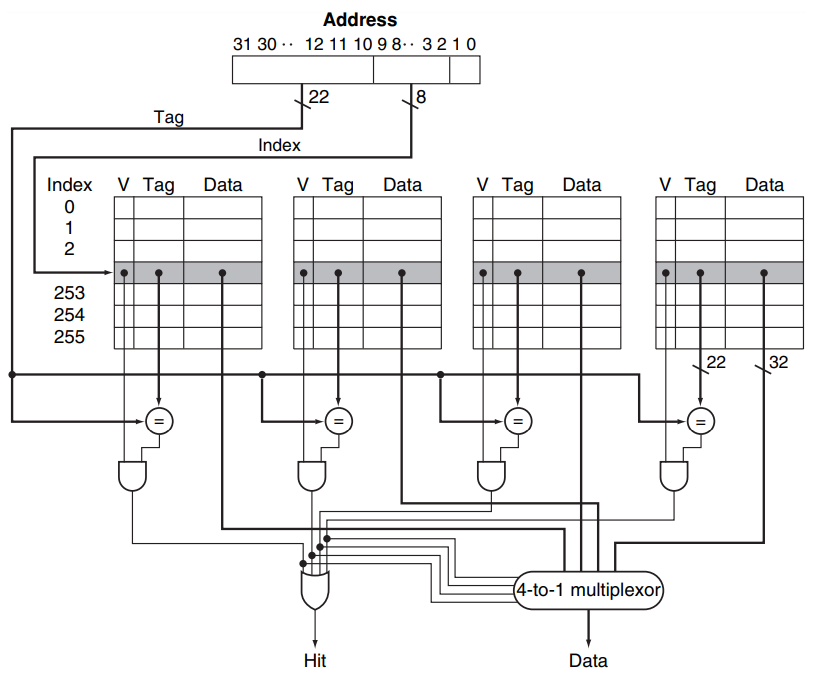 Address
31 30 ·· 12 11 10 9 8 ·· 3 2 1 0
22
8
Tag
Index
Index V Tag Data V Tag Data V Tag Data V Tag Data
0
1
2
253
254
255
22 32
= = = =
4-to-1 multiplexor
Hit Data